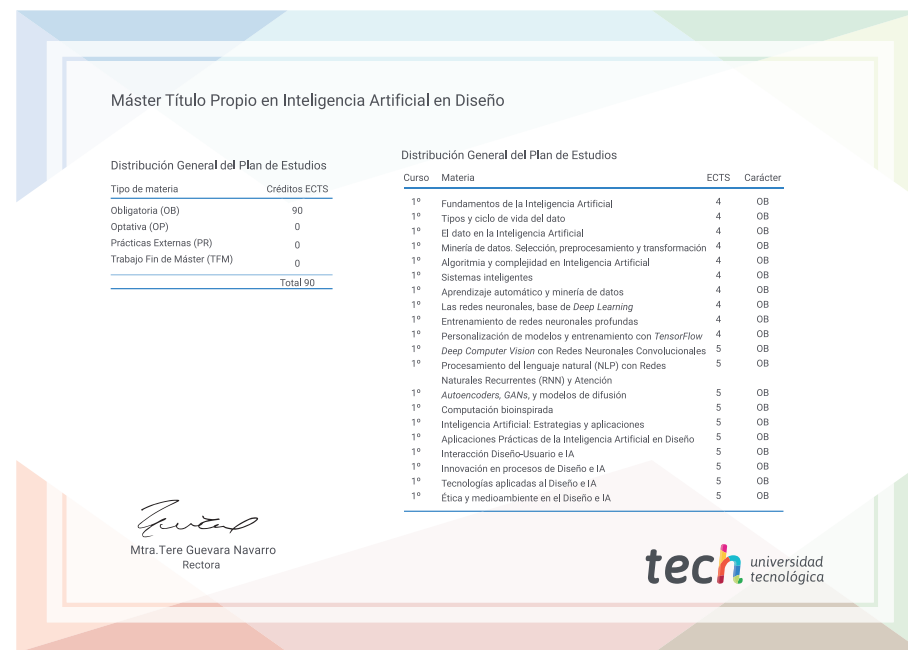 Máster Título Propio en Inteligencia Artificial en Diseño
Distribución General del Plan de Estudios
Tipo de materia Créditos ECTS
Obligatoria (OB) 90
Optativa (OP) 0
Prácticas Externas (PR) 0
Trabajo Fin de Máster (TFM) 0
Total 90
Distribución General del Plan de Estudios
Curso Materia ECTS Carácter
1º Fundamentos de la Inteligencia Artificial 4 OB
1º Tipos y ciclo de vida del dato 4 OB
1º El dato en la Inteligencia Artificial 4 OB
1º Minería de datos. Selección, preprocesamiento y transformación 4 OB
1º Algoritmia y complejidad en Inteligencia Artificial 4 OB
1º Sistemas inteligentes 4 OB
1º Aprendizaje automático y minería de datos 4 OB
1º Las redes neuronales, base de Deep Learning 4 OB
1º Entrenamiento de redes neuronales profundas 4 OB
1º Personalización de modelos y entrenamiento con TensorFlow 4 OB
1º Deep Computer Vision con Redes Neuronales Convolucionales 5 OB
1º Procesamiento del lenguaje natural (NLP) con Redes 5 OB
Naturales Recurrentes (RNN) y Atención
1º Autoencoders, GANs, y modelos de difusión 5 OB
1º Computación bioinspirada 5 OB
1º Inteligencia Artificial: Estrategias y aplicaciones 5 OB
1º Aplicaciones Prácticas de la Inteligencia Artificial en Diseño 5 OB
1º Interacción Diseño-Usuario e IA 5 OB
1º Innovación en procesos de Diseño e IA 5 OB
1º Tecnologías aplicadas al Diseño e IA 5 OB
1º Ética y medioambiente en el Diseño e IA 5 OB
Mtra.Tere Guevara Navarro
Rectora
tech universidad
tecnológica